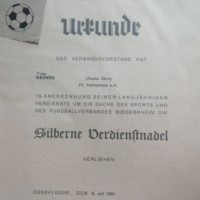 Urkunde
DER VERBANDSVORSTAND HAT
IN ANERKENNUNG SEINER LANGJÄHRIGEN
VERDIENSTE UM DIE SACHE DES SPORTS UND
DES FUSSBALLVERBANDES NIEDERRHEIN DIE
Silberne Verdienstnadel
VERLIEHEN.
DÜSSELDORF, DEN